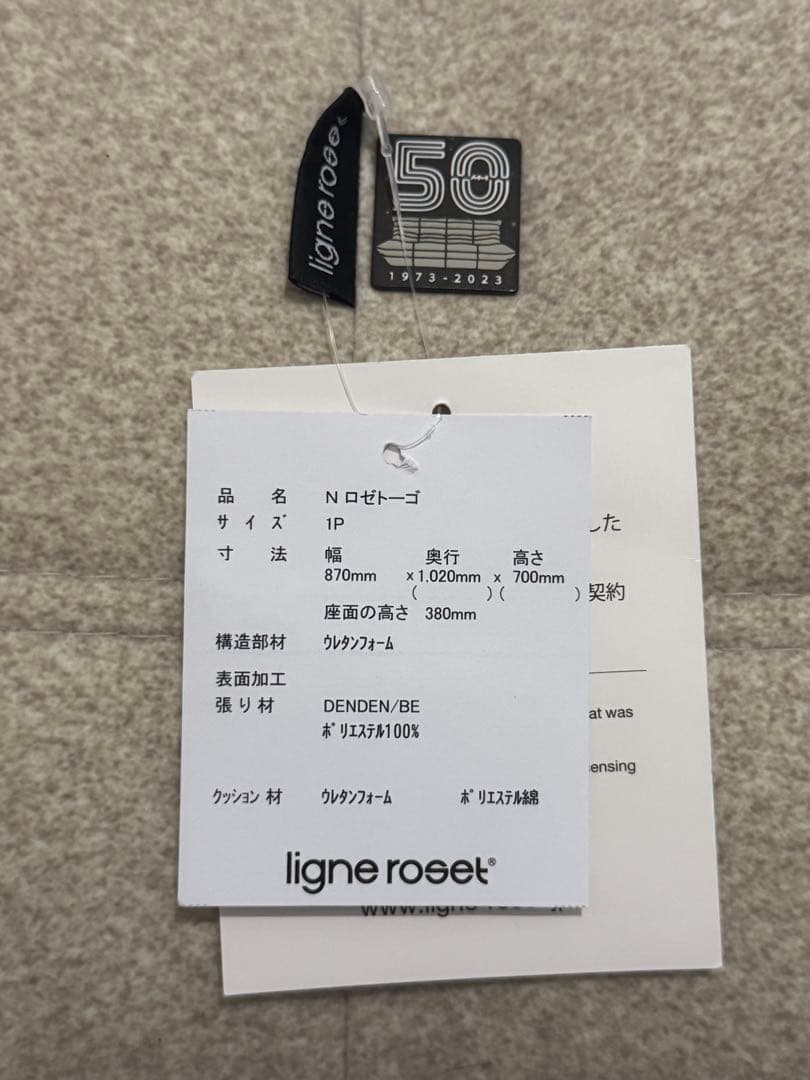 ligne roset
50
1973-2023
品名 N ロゼトーゴ
サイズ 1P
寸法 幅 奥行 高さ
870mm x 1.020mm x 700mm
( ) ( )
座面の高さ 380mm
構造部材 ウレタンフォーム
表面加工
張り材 DENDEN/BE
ポリエステル100%
クッション材 ウレタンフォーム ポリエステル綿
ligne roset®
した
契約
at was
ensing